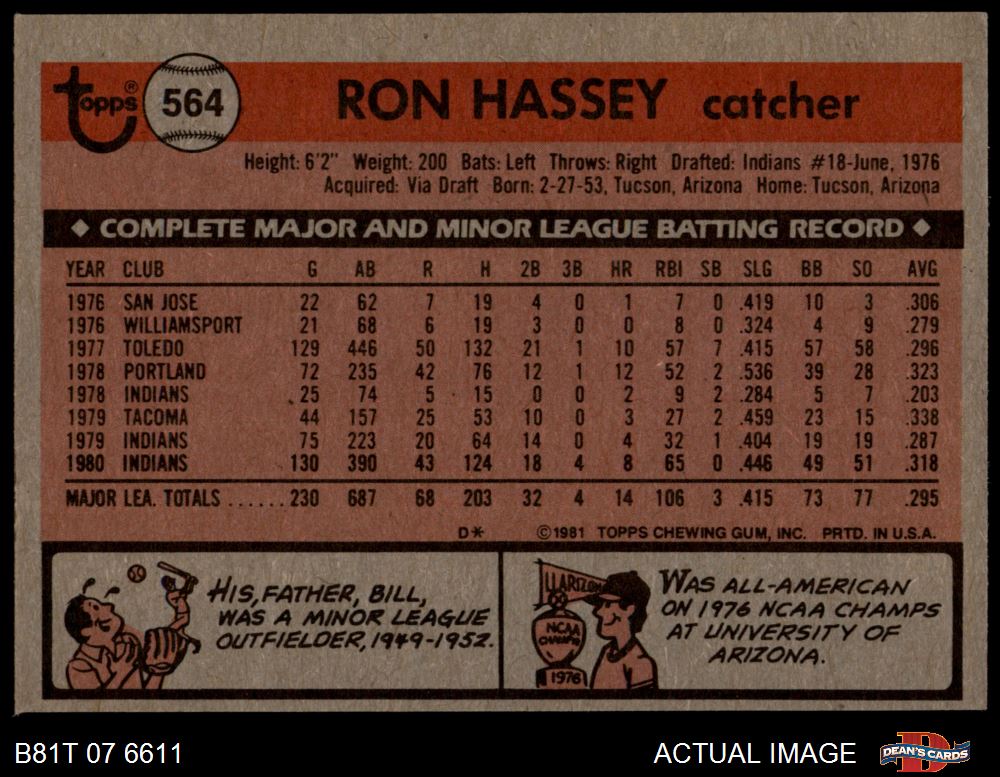 topps®
564
RON HASSEY catcher
Height: 6'2" Weight: 200 Bats: Left Throws: Right Drafted: Indians #18-June, 1976
Acquired: Via Draft Born: 2-27-53, Tucson, Arizona Home: Tucson, Arizona
◆ COMPLETE MAJOR AND MINOR LEAGUE BATTING RECORD ◆
YEAR CLUB G AB R H 2B 3B HR RBI SB SLG BB SO AVG
1976 SAN JOSE 22 62 7 19 4 0 1 7 0 .419 10 3 .306
1976 WILLIAMSPORT 21 68 6 19 3 0 0 8 0 .324 4 9 .279
1977 TOLEDO 129 446 50 132 21 1 10 57 7 .415 57 58 .296
1978 PORTLAND 72 235 42 76 12 1 12 52 2 .536 39 28 .323
1978 INDIANS 25 74 5 15 0 0 2 9 2 .284 5 7 .203
1979 TACOMA 44 157 25 53 10 0 3 27 2 .459 23 15 .338
1979 INDIANS 75 223 20 64 14 0 4 32 1 .404 19 19 .287
1980 INDIANS 130 390 43 124 18 4 8 65 0 .446 49 51 .318
MAJOR LEA. TOTALS ...... 230 687 68 203 32 4 14 106 3 .415 73 77 .295
D* ©1981 TOPPS CHEWING GUM, INC. PRTD. IN U.S.A.
HIS, FATHER, BILL,
WAS A MINOR LEAGUE
OUTFIELDER, 1949-1952.
U ARIZON
NCAA
CHAMPS
1976
WAS ALL-AMERICAN
ON 1976 NCAA CHAMPS
AT UNIVERSITY OF
ARIZONA.
B81T 07 6611
ACTUAL IMAGE
DEAN'S CARDS